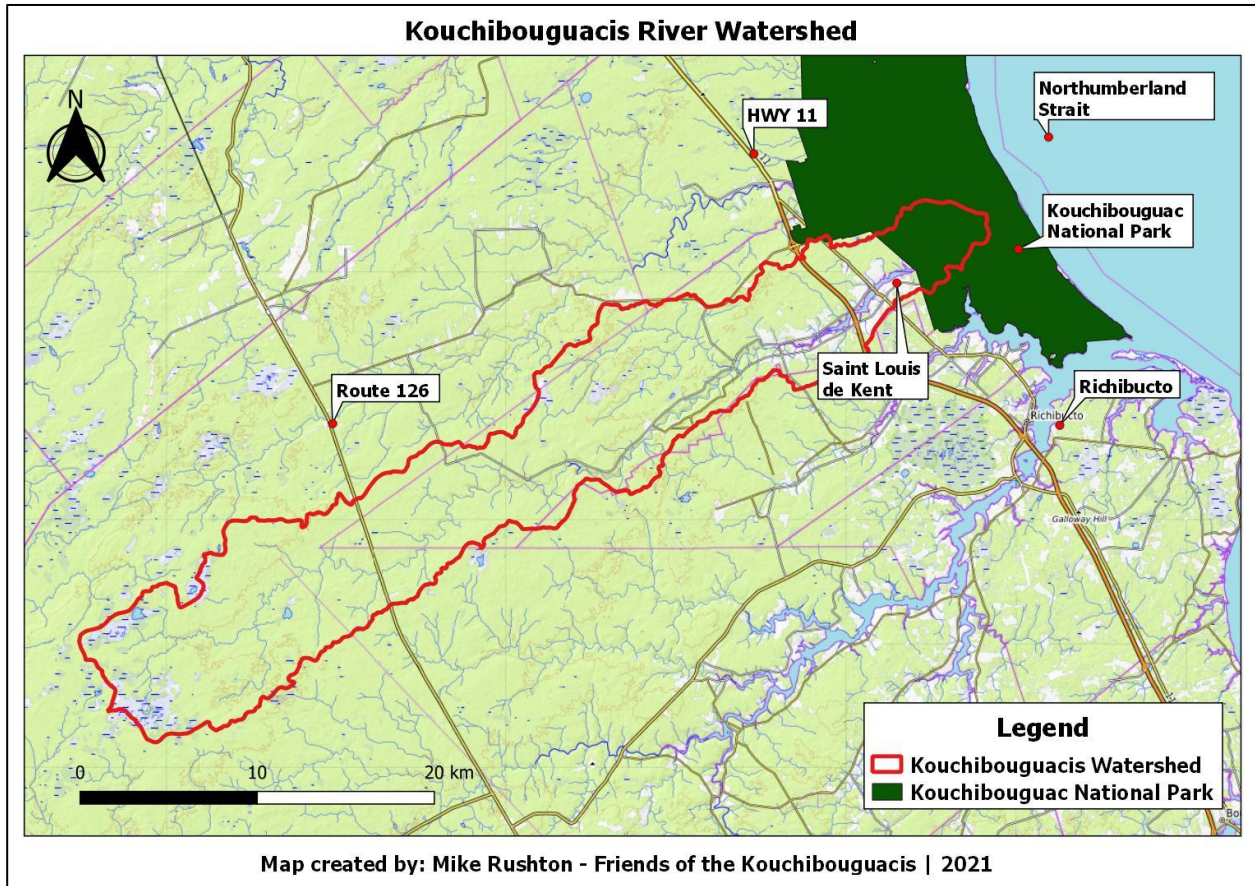 Kouchibouguacis River Watershed
N
HWY 11
Northumberland
Strait
Kouchibouguac
National Park
Saint Louis
de Kent
Route 126
Richibucto
Richibucto
Galloway Hill
11
0 10 20 km
Legend
Kouchibouguacis Watershed
Kouchibouguac National Park
Map created by: Mike Rushton - Friends of the Kouchibouguacis | 2021